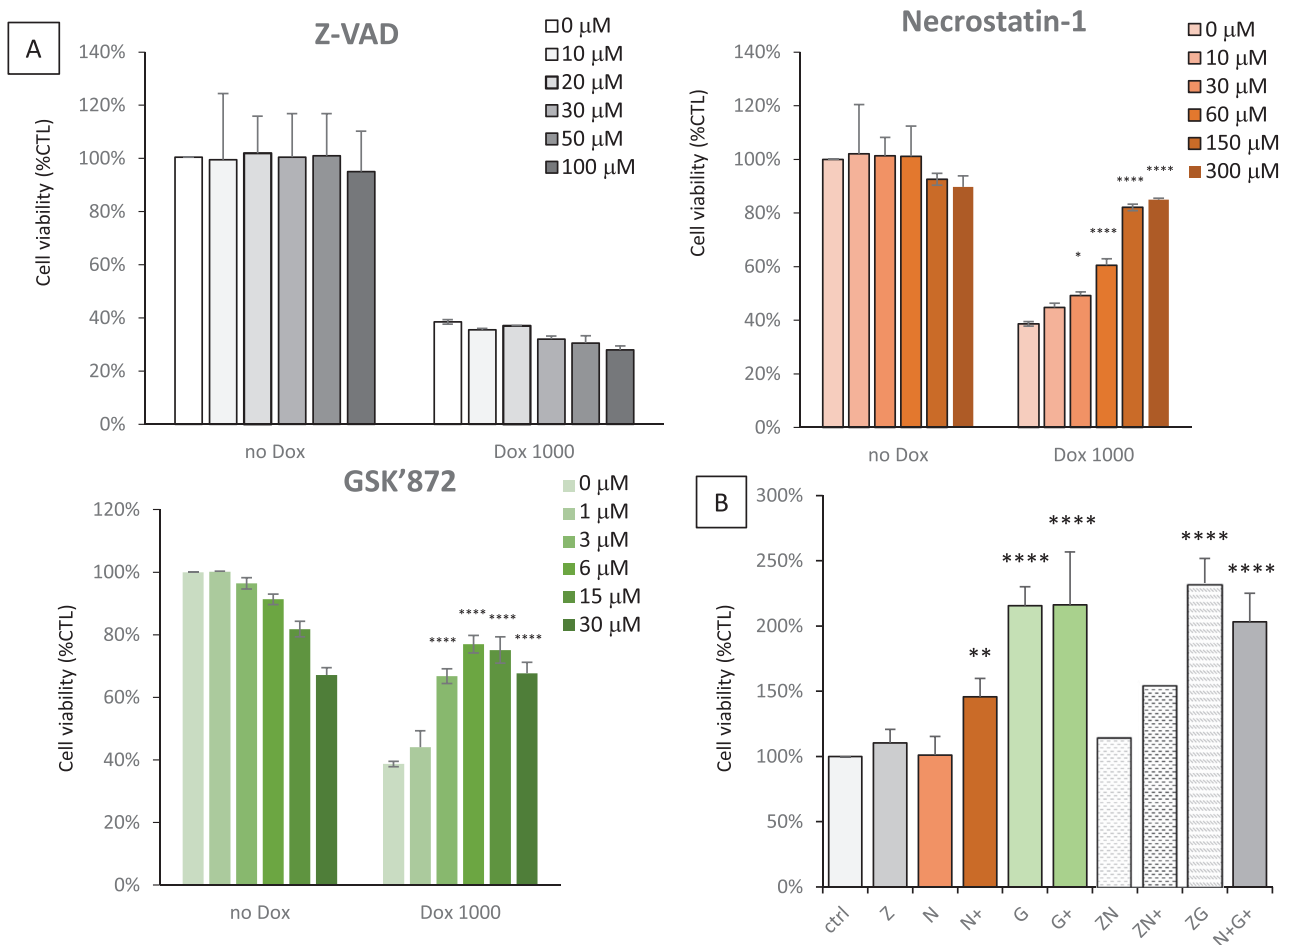 A
Z-VAD
0 μM
10 μM
20 μM
30 μM
50 μM
100 μM
Cell viability (%CTL)
140%
120%
100%
80%
60%
40%
20%
0%
no Dox
Dox 1000
Necrostatin-1
0 μM
10 μM
30 μM
60 μM
150 μM
300 μM
Cell viability (%CTL)
140%
120%
100%
80%
60%
40%
20%
0%
*
****
****
****
no Dox
Dox 1000
GSK’872
0 μM
1 μM
3 μM
6 μM
15 μM
30 μM
Cell viability (%CTL)
120%
100%
80%
60%
40%
20%
0%
****
****
****
****
no Dox
Dox 1000
B
Cell viability (%CTL)
300%
250%
200%
150%
100%
50%
0%
**
****
****
****
****
ctrl
Z
N
N+
G
G+
ZN
ZN+
ZG
N+G+